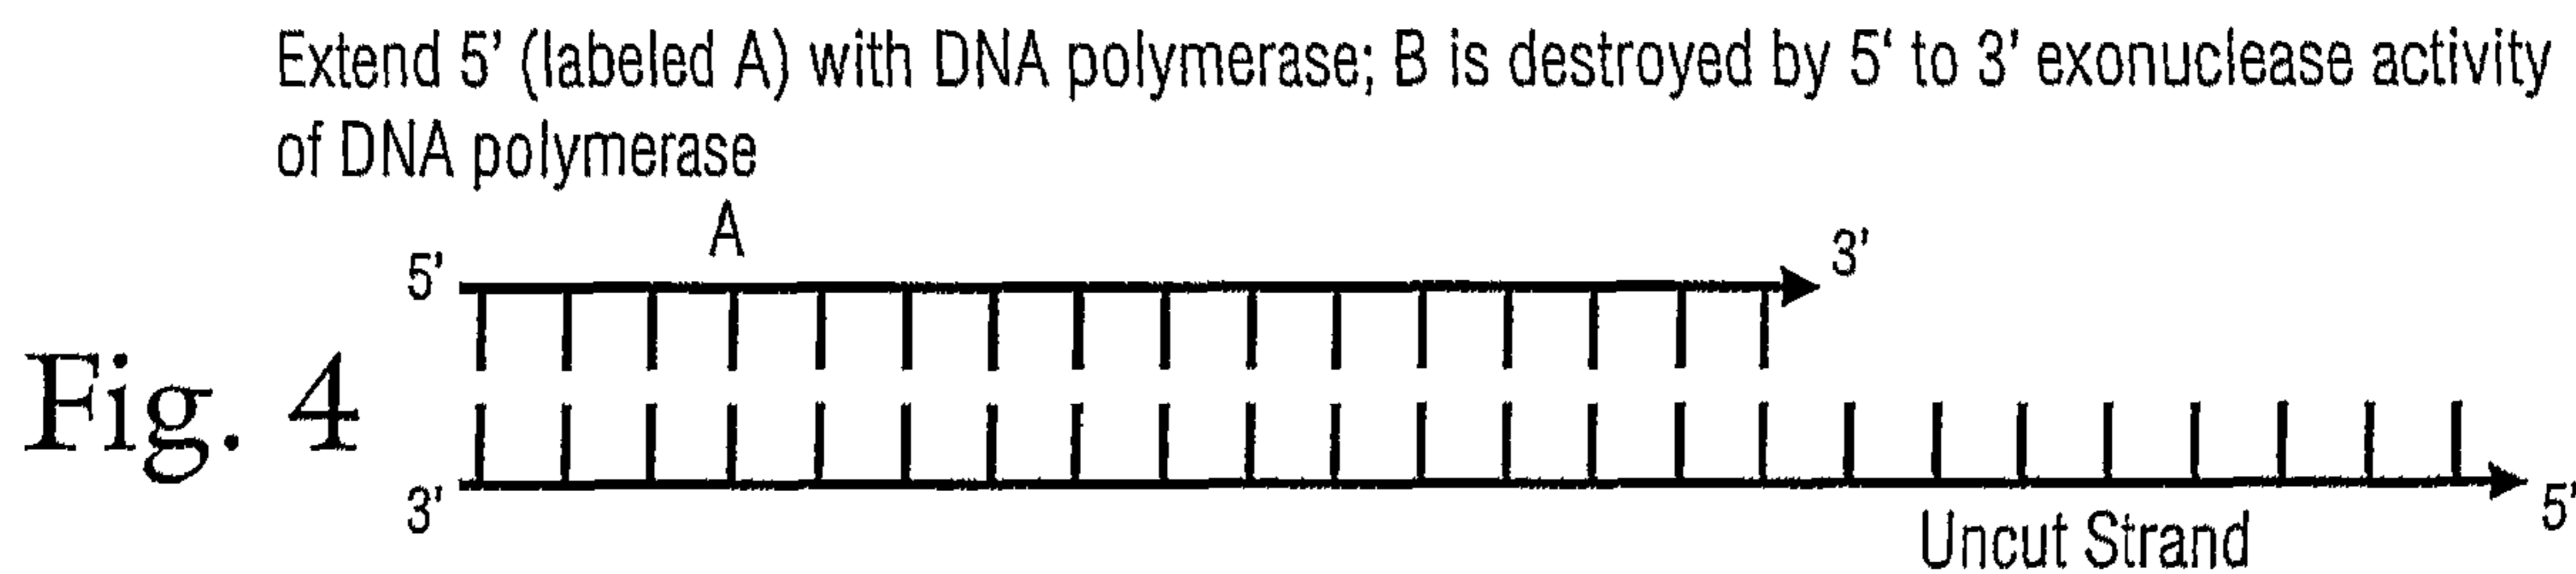 Extend 5' (labeled A) with DNA polymerase; B is destroyed by 5‘ to 3’ exonuclease activity
of DNA polymerase
A
5' 3'
Fig. 4
3' 5'
Uncut Strand